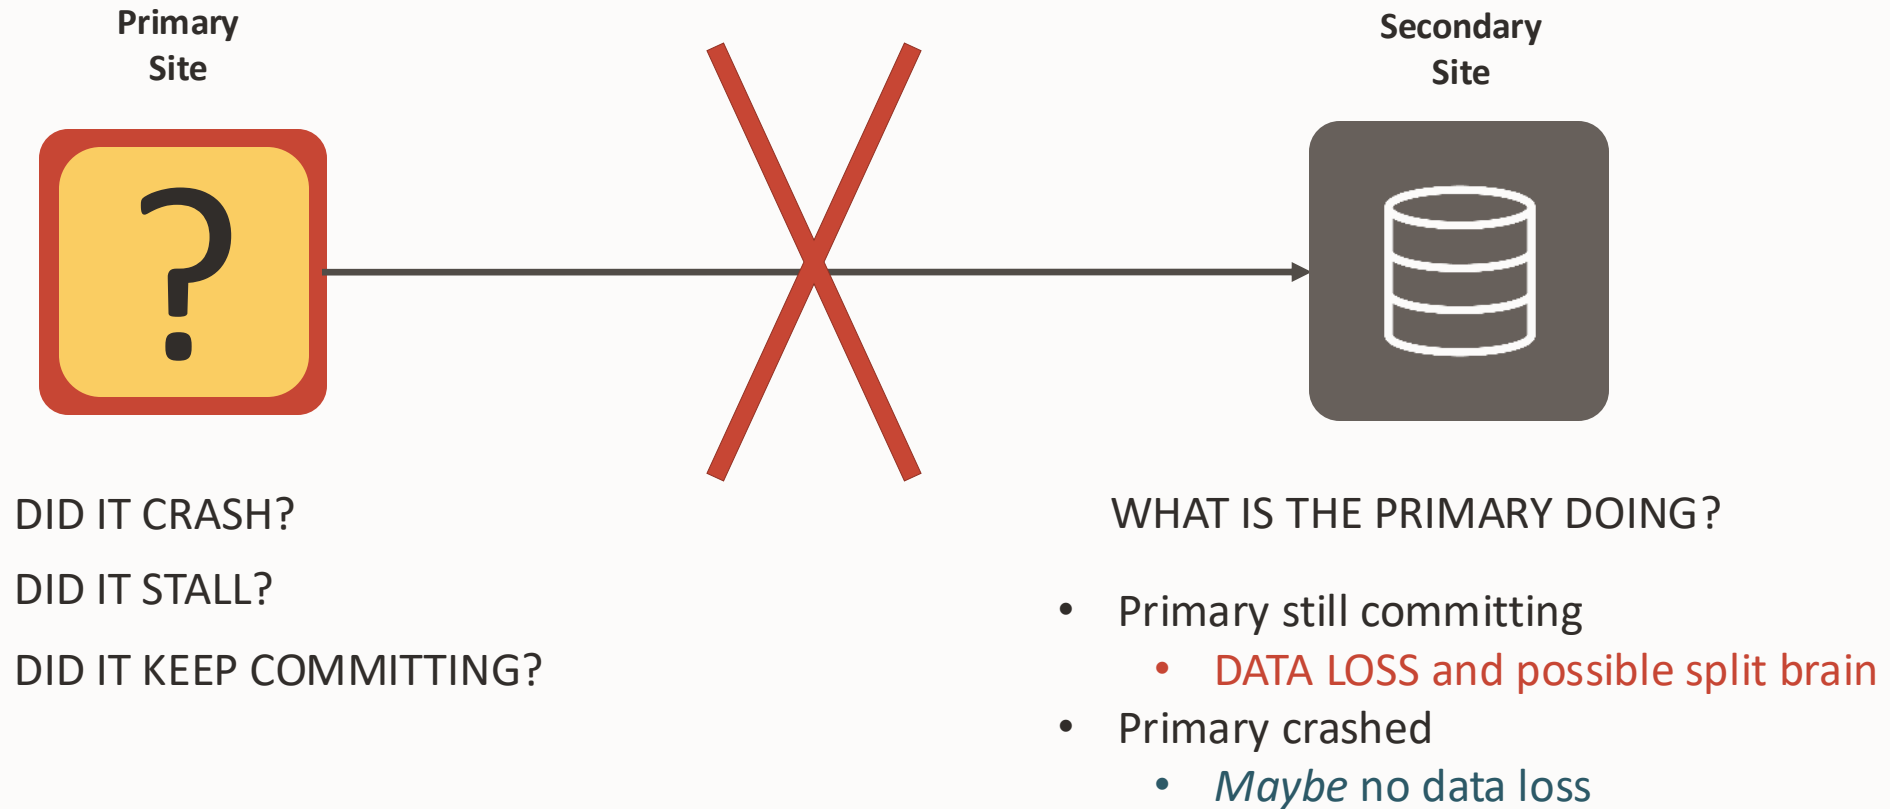 Primary
Site
Secondary
Site
?
DID IT CRASH?
DID IT STALL?
DID IT KEEP COMMITTING?
WHAT IS THE PRIMARY DOING?
• Primary still committing
• DATA LOSS and possible split brain
• Primary crashed
• Maybe no data loss